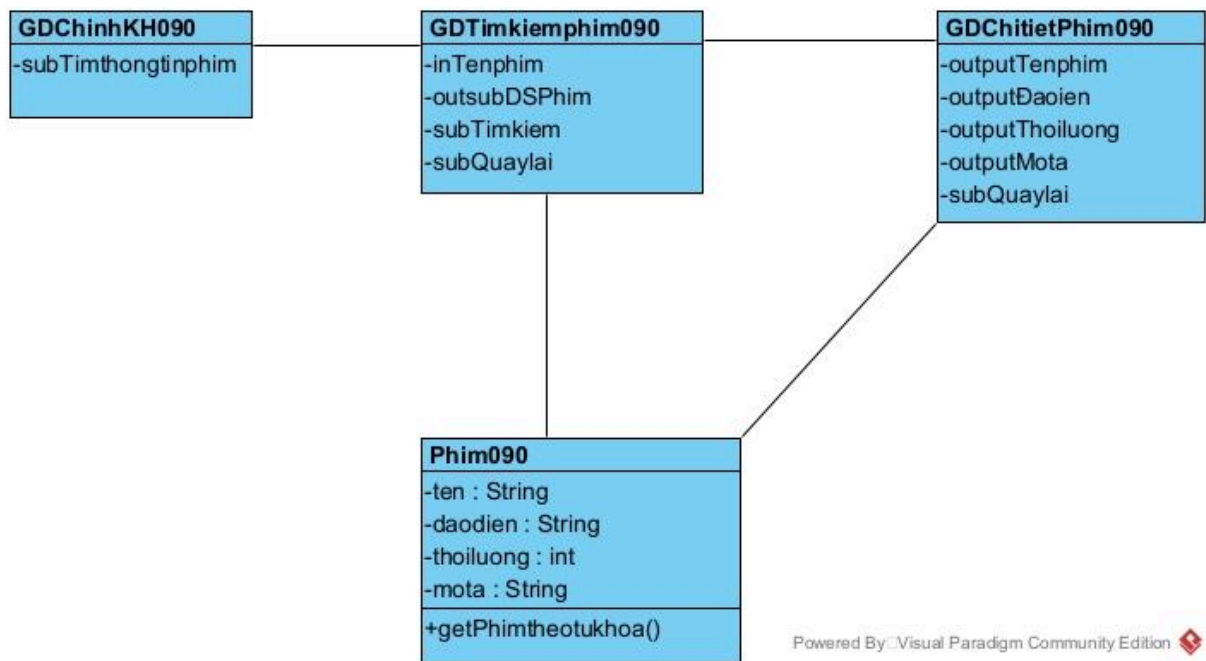 GDChinhKH090
-subTimthongtinphim
GDTimkiemphim090
-inTenphim
-outsubDSPhim
-subTimkiem
-subQuaylai
GDChitietPhim090
-outputTenphim
-outputĐaoien
-outputThoiluong
-outputMota
-subQuaylai
Phim090
-ten : String
-daodien : String
-thoiluong : int
-mota : String
+getPhimtheotukhoa()
Powered By Visual Paradigm Community Edition